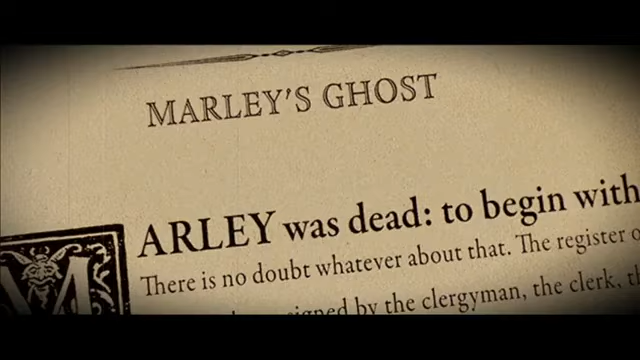 MARLEY'S GHOST
MARLEY was dead: to begin with
There is no doubt whatever about that. The register
signed by the clergyman, the clerk,